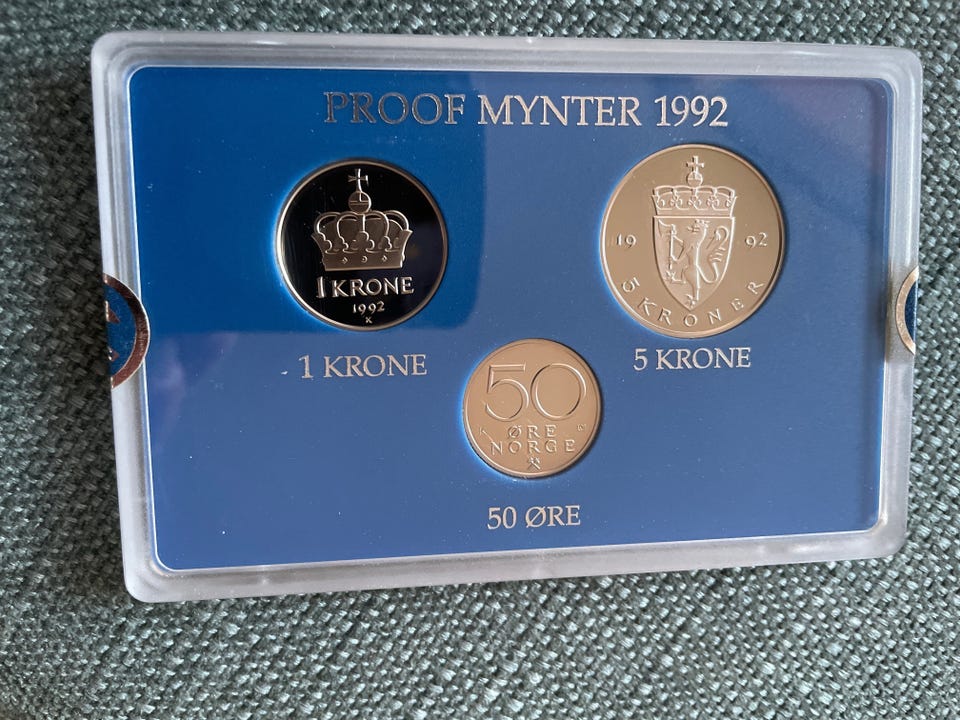 PROOF MYNTER 1992
1 KRONE
1992
K
1 KRONE
19 92
5 KRONER
5 KRONE
50
ØRE
NORGE
K
50 ØRE